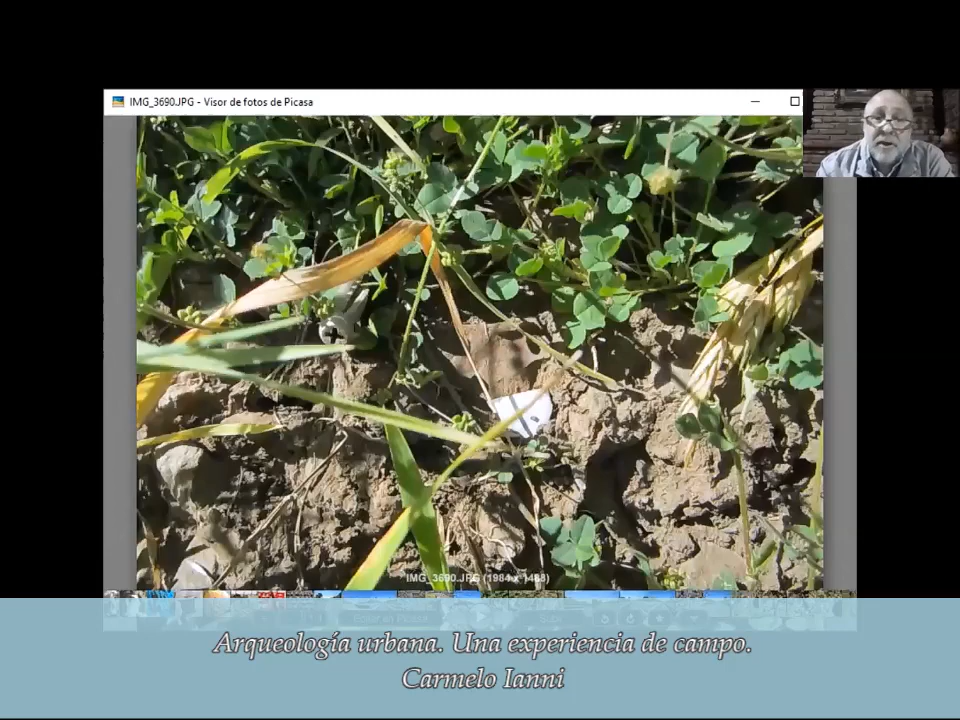 IMG_3690.JPG - Visor de fotos de Picasa
IMG_3690.JPG (1984 x 1488)
Arqueología urbana. Una experiencia de campo.
Carmelo Ianni